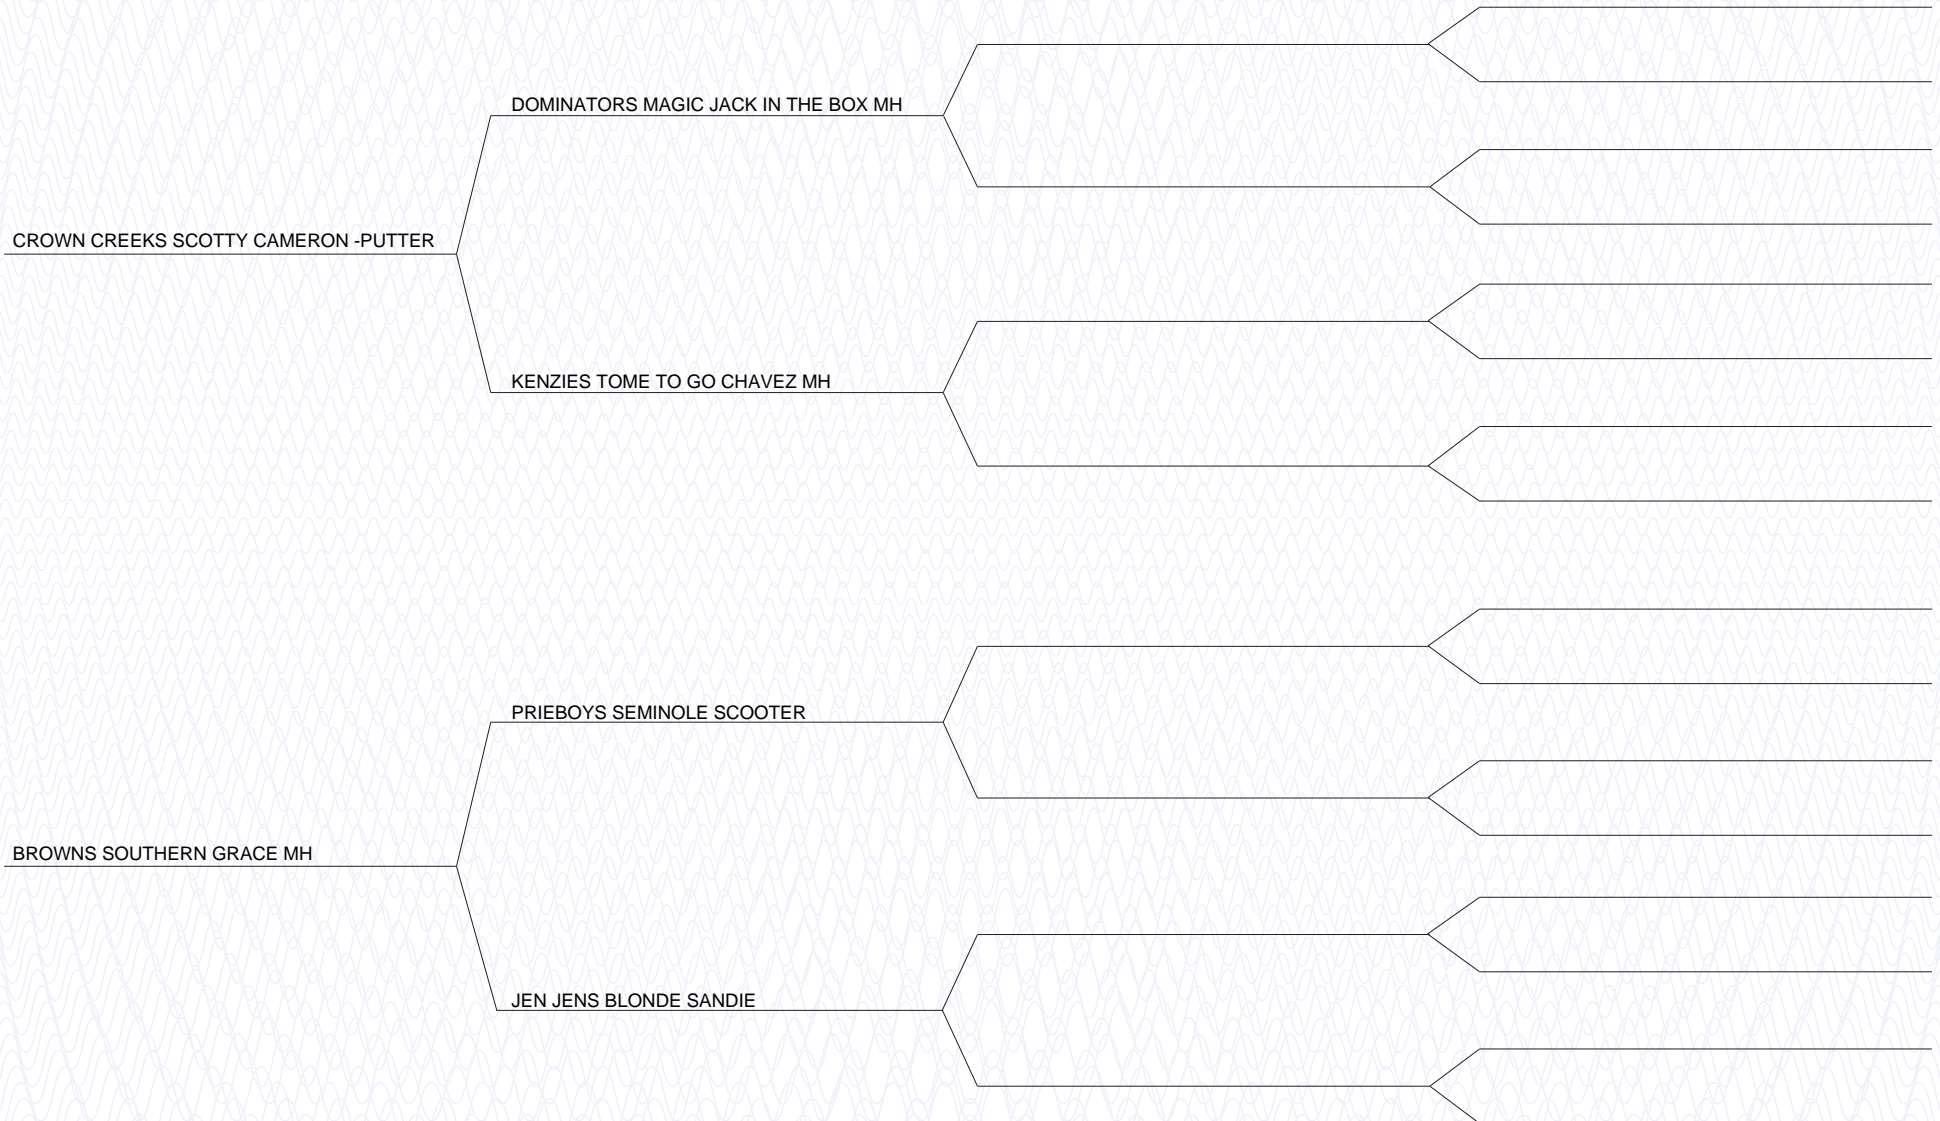 DOMINATORS MAGIC JACK IN THE BOX MH
CROWN CREEKS SCOTTY CAMERON -PUTTER
KENZIES TOME TO GO CHAVEZ MH
PRIEBOYS SEMINOLE SCOOTER
BROWNS SOUTHERN GRACE MH
JEN JENS BLONDE SANDIE